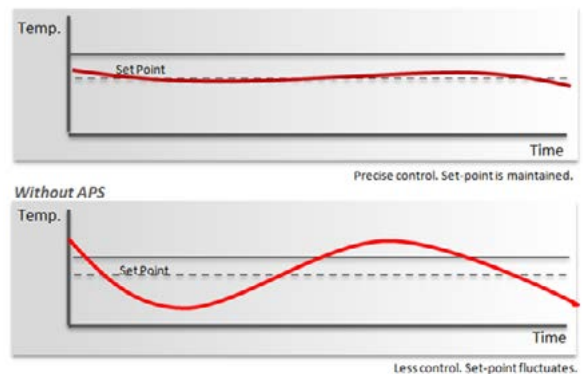 Temp.
Set Point
Time
Precise control. Set-point is maintained.
Without APS
Temp.
Set Point
Time
Less control. Set-point fluctuates.